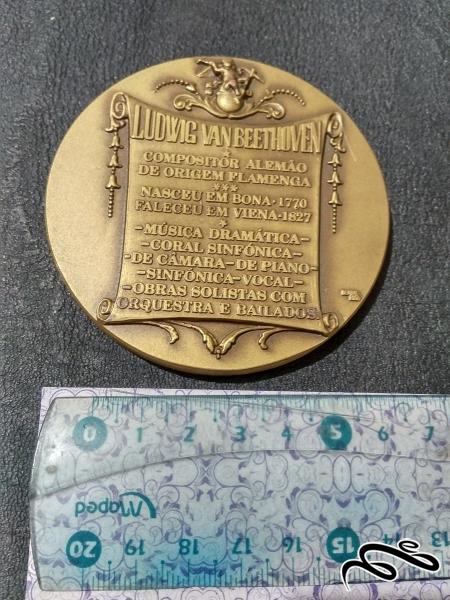 LUDWIG VAN BEETHOVEN
*
COMPOSITOR ALEMÃO
DE ORIGEM FLAMENGA
***
NASCEU EM BONA·1770
FALECEU EM VIENA·1827
-MÚSICA DRAMÁTICA-
-CORAL SINFÓNICA-
-DE CÂMARA-DE PIANO-
-SINFÓNICA-VOCAL-
-OBRAS SOLISTAS COM
ORQUESTRA E BAILADOS.
0 1 2 3 4 5 6 7
Maped
20 19 18 17 16 15 14 13